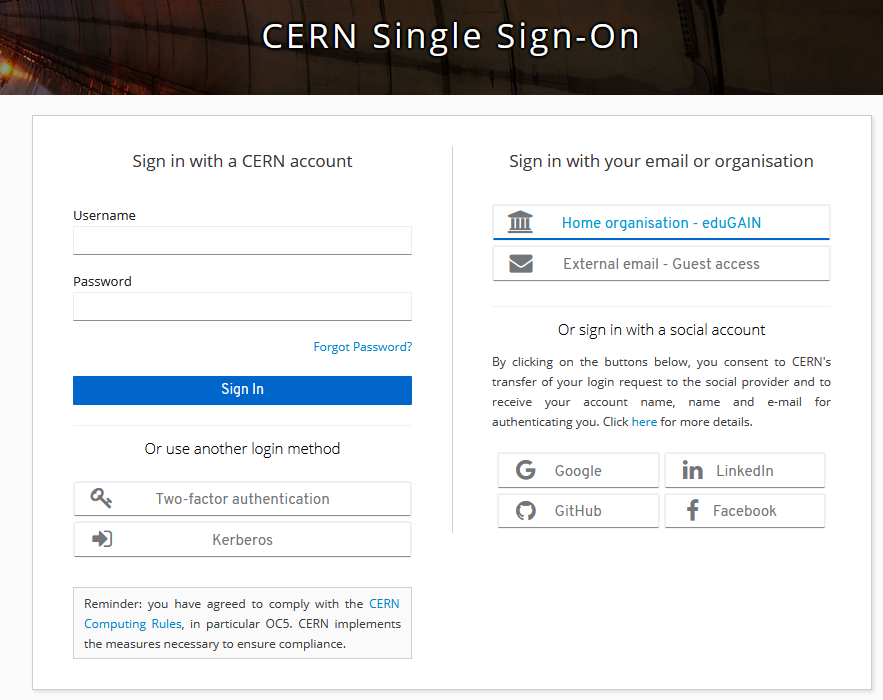 CERN Single Sign-On
Sign in with a CERN account
Username
Password
Forgot Password?
Sign In
Or use another login method
Two-factor authentication
Kerberos
Reminder: you have agreed to comply with the CERN
Computing Rules, in particular OC5. CERN implements
the measures necessary to ensure compliance.
Sign in with your email or organisation
Home organisation - eduGAIN
External email - Guest access
Or sign in with a social account
By clicking on the buttons below, you consent to CERN's
transfer of your login request to the social provider and to
receive your account name, name and e-mail for
authenticating you. Click here for more details.
Google
LinkedIn
GitHub
Facebook